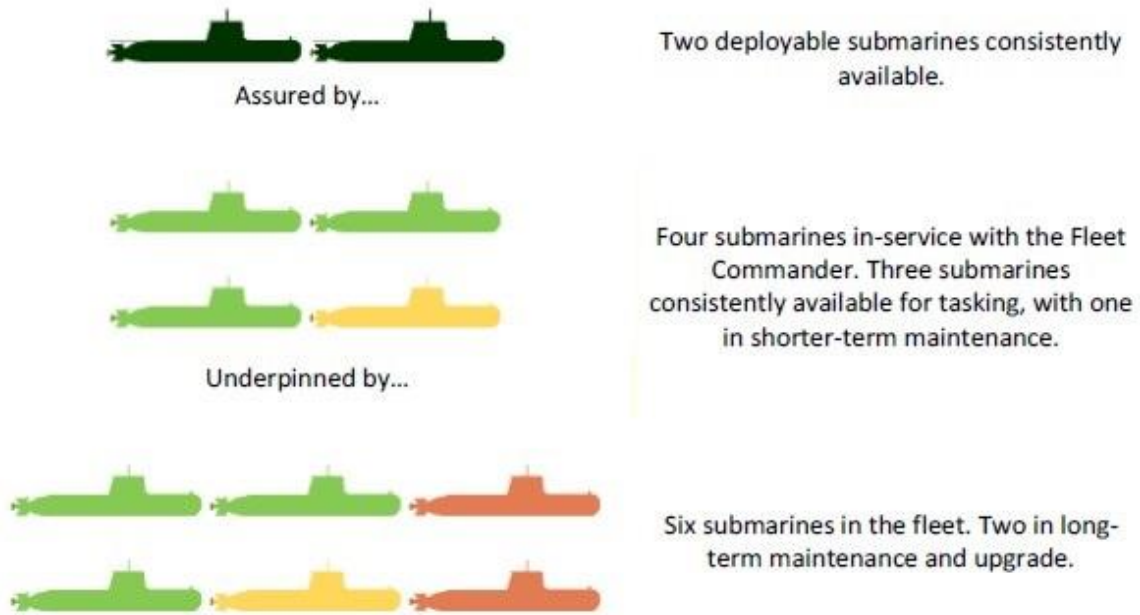 Two deployable submarines consistently
available.
Assured by...
Four submarines in-service with the Fleet
Commander. Three submarines
consistently available for tasking, with one
in shorter-term maintenance.
Underpinned by...
Six submarines in the fleet. Two in long-
term maintenance and upgrade.